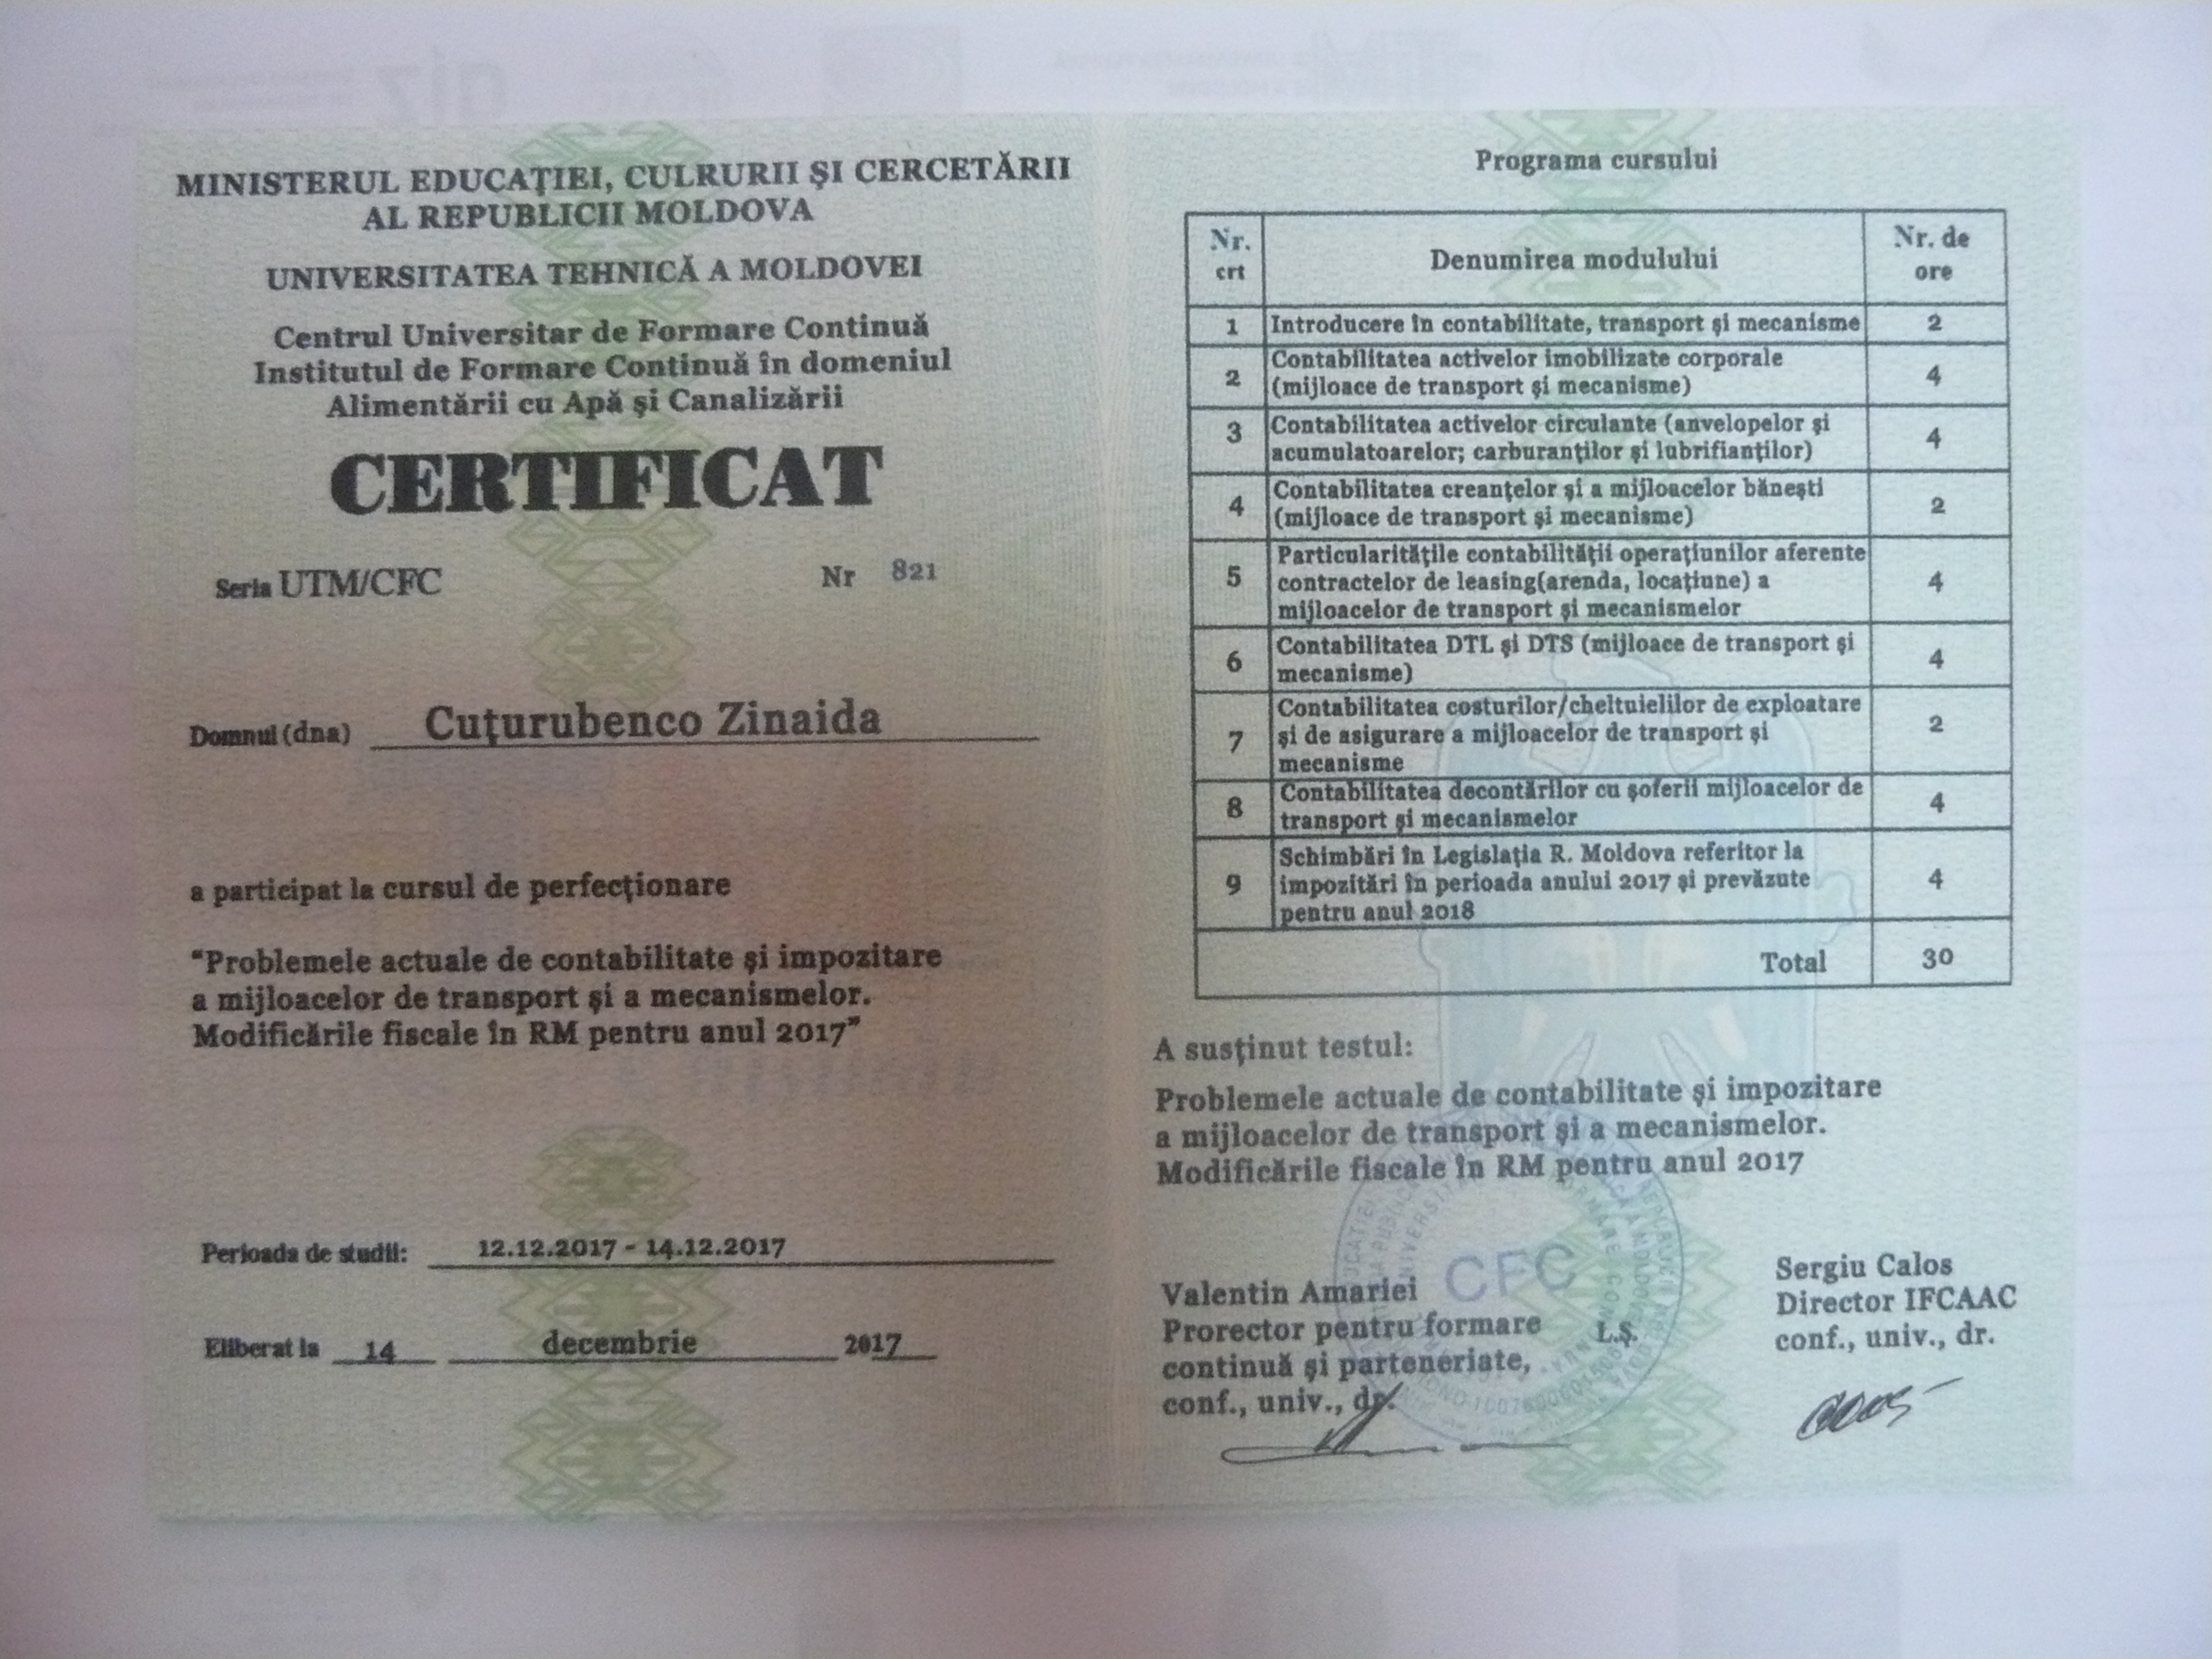 MINISTERUL EDUCAŢIEI, CULRURII ŞI CERCETĂRII
AL REPUBLICII MOLDOVA
UNIVERSITATEA TEHNICĂ A MOLDOVEI
Centrul Universitar de Formare Continuă
Institutul de Formare Continuă în domeniul
Alimentării cu Apă şi Canalizării
CERTIFICAT
Seria UTM/CFC Nr 821
Domnul (dna) Cuţurubenco Zinaida
a participat la cursul de perfecţionare
“Problemele actuale de contabilitate şi impozitare
a mijloacelor de transport şi a mecanismelor.
Modificările fiscale în RM pentru anul 2017”
Perioada de studii: 12.12.2017 - 14.12.2017
Eliberat la 14 decembrie 2017
Programa cursului
Nr. crt Denumirea modulului Nr. de ore
1 Introducere în contabilitate, transport şi mecanisme 2
2 Contabilitatea activelor imobilizate corporale
(mijloace de transport şi mecanisme) 4
3 Contabilitatea activelor circulante (anvelopelor şi
acumulatoarelor; carburanţilor şi lubrifianţilor) 4
4 Contabilitatea creanţelor şi a mijloacelor băneşti
(mijloace de transport şi mecanisme) 2
5 Particularităţile contabilităţii operaţiunilor aferente
contractelor de leasing(arenda, locaţiune) a
mijloacelor de transport şi mecanismelor 4
6 Contabilitatea DTL şi DTS (mijloace de transport şi
mecanisme) 4
7 Contabilitatea costurilor/cheltuielilor de exploatare
şi de asigurare a mijloacelor de transport şi
mecanisme 2
8 Contabilitatea decontărilor cu şoferii mijloacelor de
transport şi mecanismelor 4
9 Schimbări în Legislaţia R. Moldova referitor la
impozitări în perioada anului 2017 şi prevăzute
pentru anul 2018 4
Total 30
A susţinut testul:
Problemele actuale de contabilitate şi impozitare
a mijloacelor de transport şi a mecanismelor.
Modificările fiscale în RM pentru anul 2017
Valentin Amariei
Prorector pentru formare
continuă şi parteneriate,
conf., univ., dr.
CFC
L.Ş.
Sergiu Calos
Director IFCAAC
conf., univ., dr.